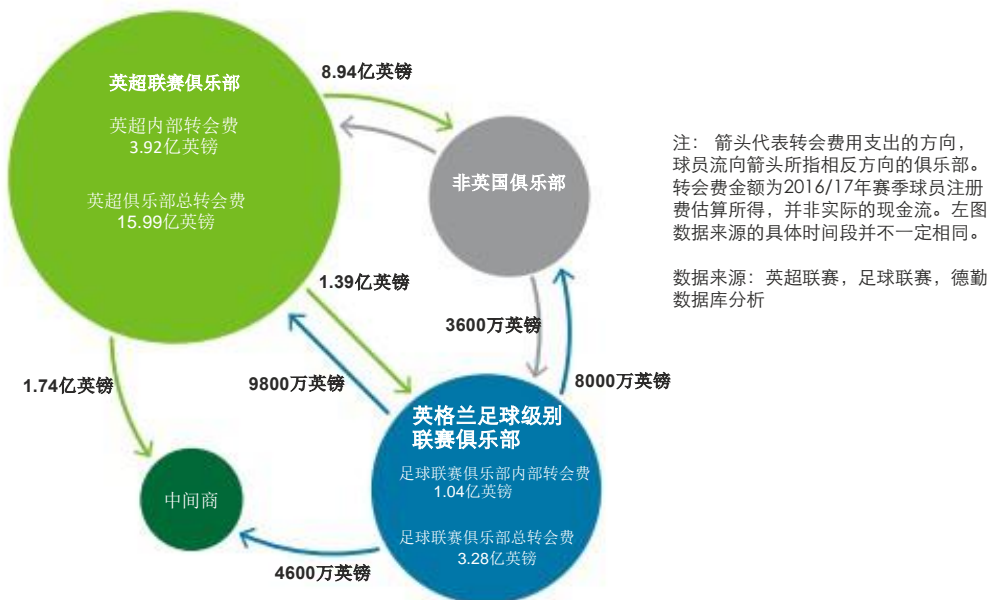 英超联赛俱乐部
英超内部转会费
3.92亿英镑
英超俱乐部总转会费
15.99亿英镑
8.94亿英镑
非英国俱乐部
1.39亿英镑
3600万英镑
1.74亿英镑
9800万英镑
8000万英镑
英格兰足球级别
联赛俱乐部
足球联赛俱乐部内部转会费
1.04亿英镑
足球联赛俱乐部总转会费
3.28亿英镑
中间商
4600万英镑
注： 箭头代表转会费用支出的方向，
球员流向箭头所指相反方向的俱乐部。
转会费金额为2016/17年赛季球员注册
费估算所得，并非实际的现金流。左图
数据来源的具体时间段并不一定相同。
数据来源：英超联赛，足球联赛，德勤
数据库分析